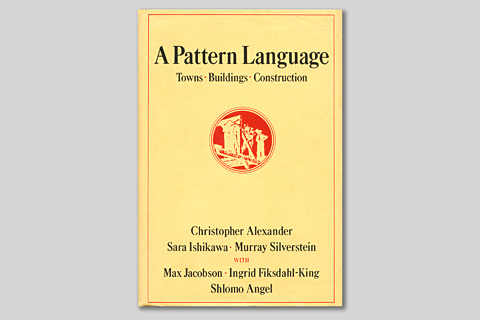 A Pattern Language
Towns · Buildings · Construction
Christopher Alexander
Sara Ishikawa · Murray Silverstein
WITH
Max Jacobson · Ingrid Fiksdahl-King
Shlomo Angel